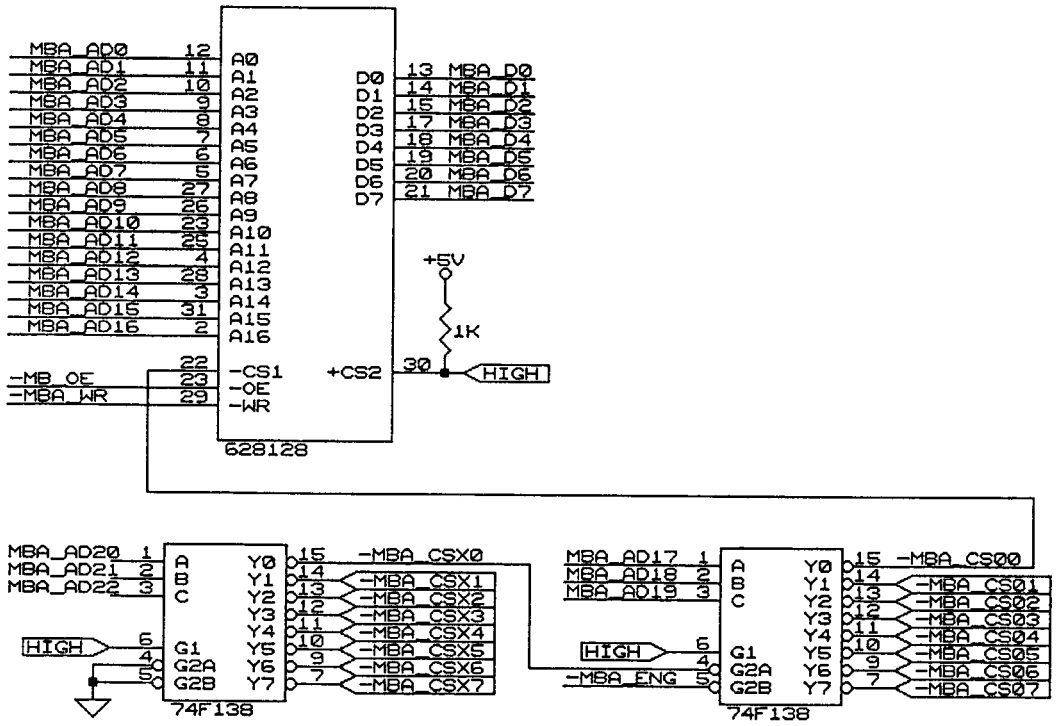 MBA_AD0 12 A0
MBA_AD1 11 A1
MBA_AD2 10 A2
MBA_AD3 9 A3
MBA_AD4 8 A4
MBA_AD5 7 A5
MBA_AD6 6 A6
MBA_AD7 5 A7
MBA_AD8 27 A8
MBA_AD9 26 A9
MBA_AD10 23 A10
MBA_AD11 25 A11
MBA_AD12 4 A12
MBA_AD13 28 A13
MBA_AD14 3 A14
MBA_AD15 31 A15
MBA_AD16 2 A16
D0 13 MBA_D0
D1 14 MBA_D1
D2 15 MBA_D2
D3 17 MBA_D3
D4 18 MBA_D4
D5 19 MBA_D5
D6 20 MBA_D6
D7 21 MBA_D7
+5V
1K
22 -CS1
-MB_OE 23 -OE
-MBA_WR 29 -WR
+CS2 30 HIGH
628128
MBA_AD20 1 A
MBA_AD21 2 B
MBA_AD22 3 C
HIGH 6 G1
4 G2A
5 G2B
Y0 15 -MBA_CSX0
Y1 14 -MBA_CSX1
Y2 13 -MBA_CSX2
Y3 12 -MBA_CSX3
Y4 11 -MBA_CSX4
Y5 10 -MBA_CSX5
Y6 9 -MBA_CSX6
Y7 7 -MBA_CSX7
74F138
MBA_AD17 1 A
MBA_AD18 2 B
MBA_AD19 3 C
HIGH 6 G1
4 G2A
-MBA_ENG 5 G2B
Y0 15 -MBA_CS00
Y1 14 -MBA_CS01
Y2 13 -MBA_CS02
Y3 12 -MBA_CS03
Y4 11 -MBA_CS04
Y5 10 -MBA_CS05
Y6 9 -MBA_CS06
Y7 7 -MBA_CS07
74F138